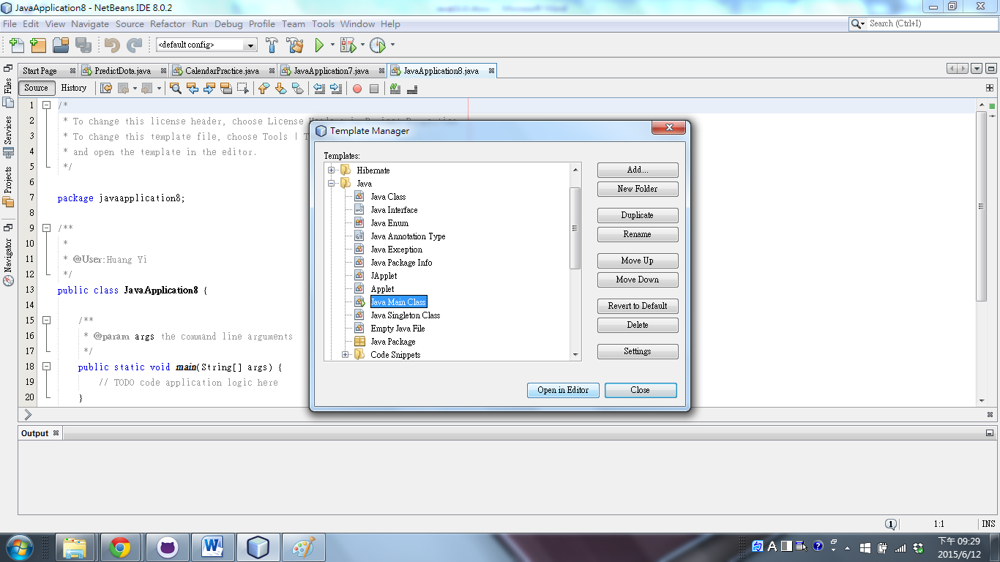 JavaApplication8 - NetBeans IDE 8.0.2
File Edit View Navigate Source Refactor Run Debug Profile Team Tools Window Help
Search (Ctrl+I)
<default config>
Start Page PredictDota.java CalendarPractice.java JavaApplication7.java JavaApplication8.java
Source History
Files
Services
Projects
Navigator
1 /*
2 * To change this license header, choose License
3 * To change this template file, choose Tools |
4 * and open the template in the editor.
5 */
6
7 package javaapplication8;
8
9 /**
10 *
11 * @User:Huang Yi
12 */
13 public class JavaApplication8 {
14
15 /**
16 * @param args the command line arguments
17 */
18 public static void main(String[] args) {
19 // TODO code application logic here
20 }
Template Manager
Templates:
Hibernate
Java
Java Class
Java Interface
Java Enum
Java Annotation Type
Java Exception
Java Package Info
JApplet
Applet
Java Main Class
Java Singleton Class
Empty Java File
Java Package
Code Snippets
Add...
New Folder
Duplicate
Rename
Move Up
Move Down
Revert to Default
Delete
Settings
Open in Editor Close
Output
1 1:1 INS
下午 09:29
2015/6/12